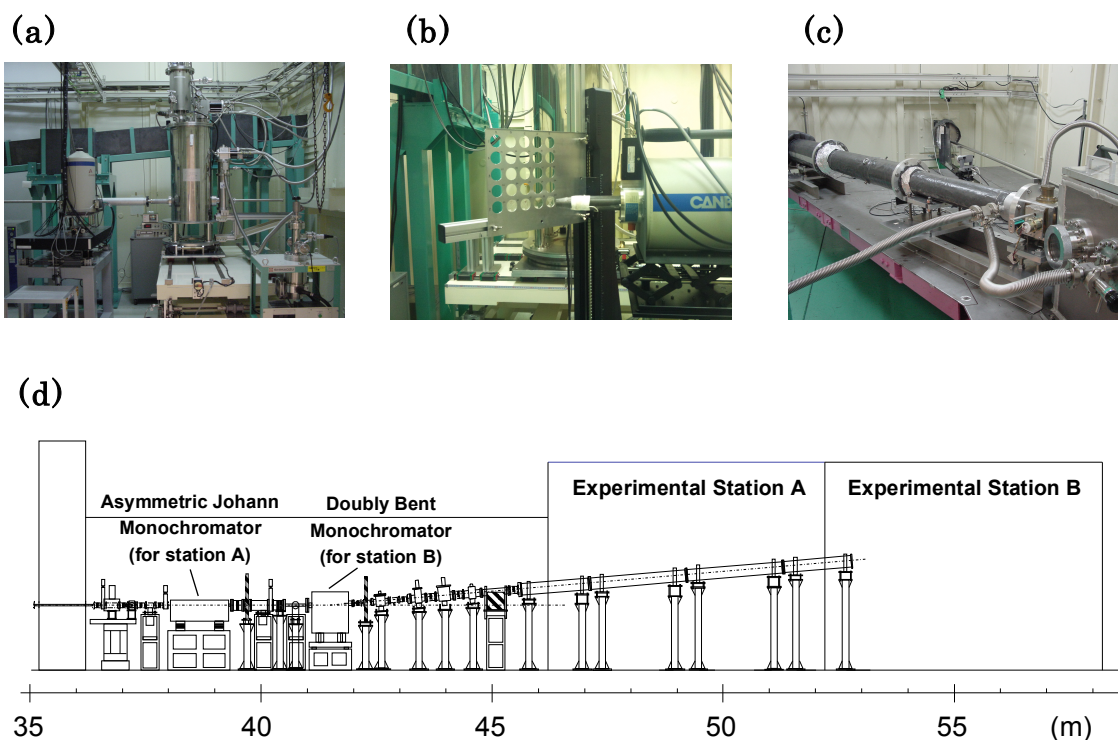 (a)
(b)
(c)
CANB
(d)
Asymmetric Johann
Monochromator
(for station A)
Doubly Bent
Monochromator
(for station B)
Experimental Station A
Experimental Station B
35
40
45
50
55
(m)